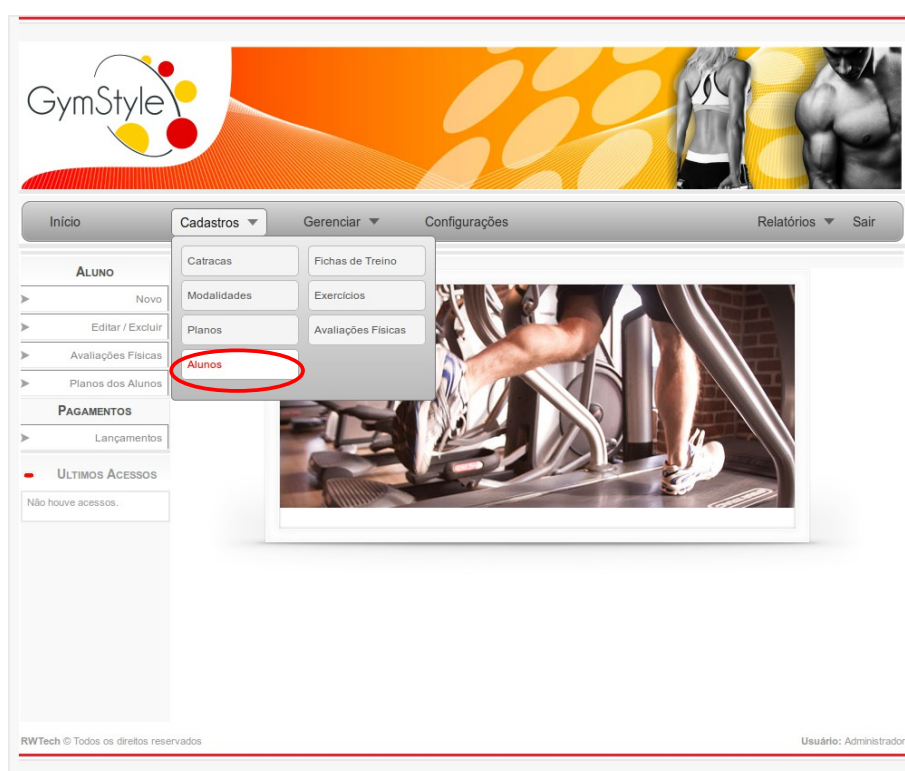 GymStyle
Início Cadastros Gerenciar Configurações Relatórios Sair
Catracas Fichas de Treino
Modalidades Exercícios
Planos Avaliações Físicas
Alunos
ALUNO
Novo
Editar / Excluir
Avaliações Físicas
Planos dos Alunos
PAGAMENTOS
Lançamentos
ULTIMOS ACESSOS
Não houve acessos.
RWTech © Todos os direitos reservados Usuário: Administrador